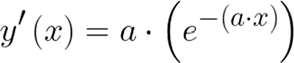 y′(x) = a · (e^{−(a·x)})